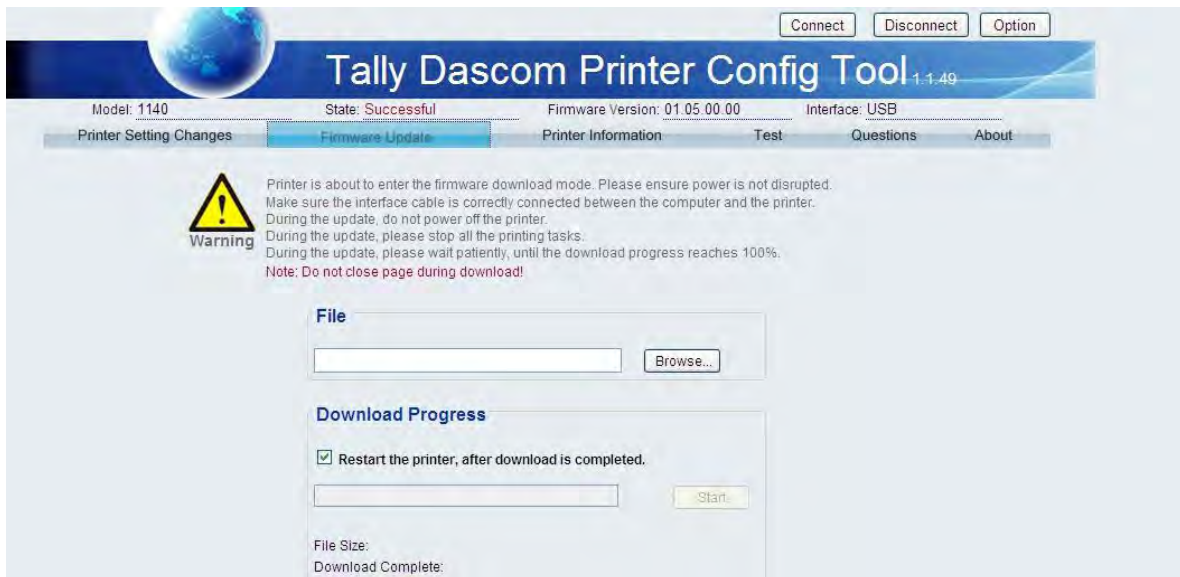 Connect Disconnect Option
Tally Dascom Printer Config Tool 1.1.49
Model: 1140 State: Successful Firmware Version: 01.05.00.00 Interface: USB
Printer Setting Changes Firmware Update Printer Information Test Questions About
Printer is about to enter the firmware download mode. Please ensure power is not disrupted.
Make sure the interface cable is correctly connected between the computer and the printer.
During the update, do not power off the printer.
Warning During the update, please stop all the printing tasks.
During the update, please wait patiently, until the download progress reaches 100%.
Note: Do not close page during download!
File
Browse...
Download Progress
Restart the printer, after download is completed.
Start
File Size:
Download Complete: